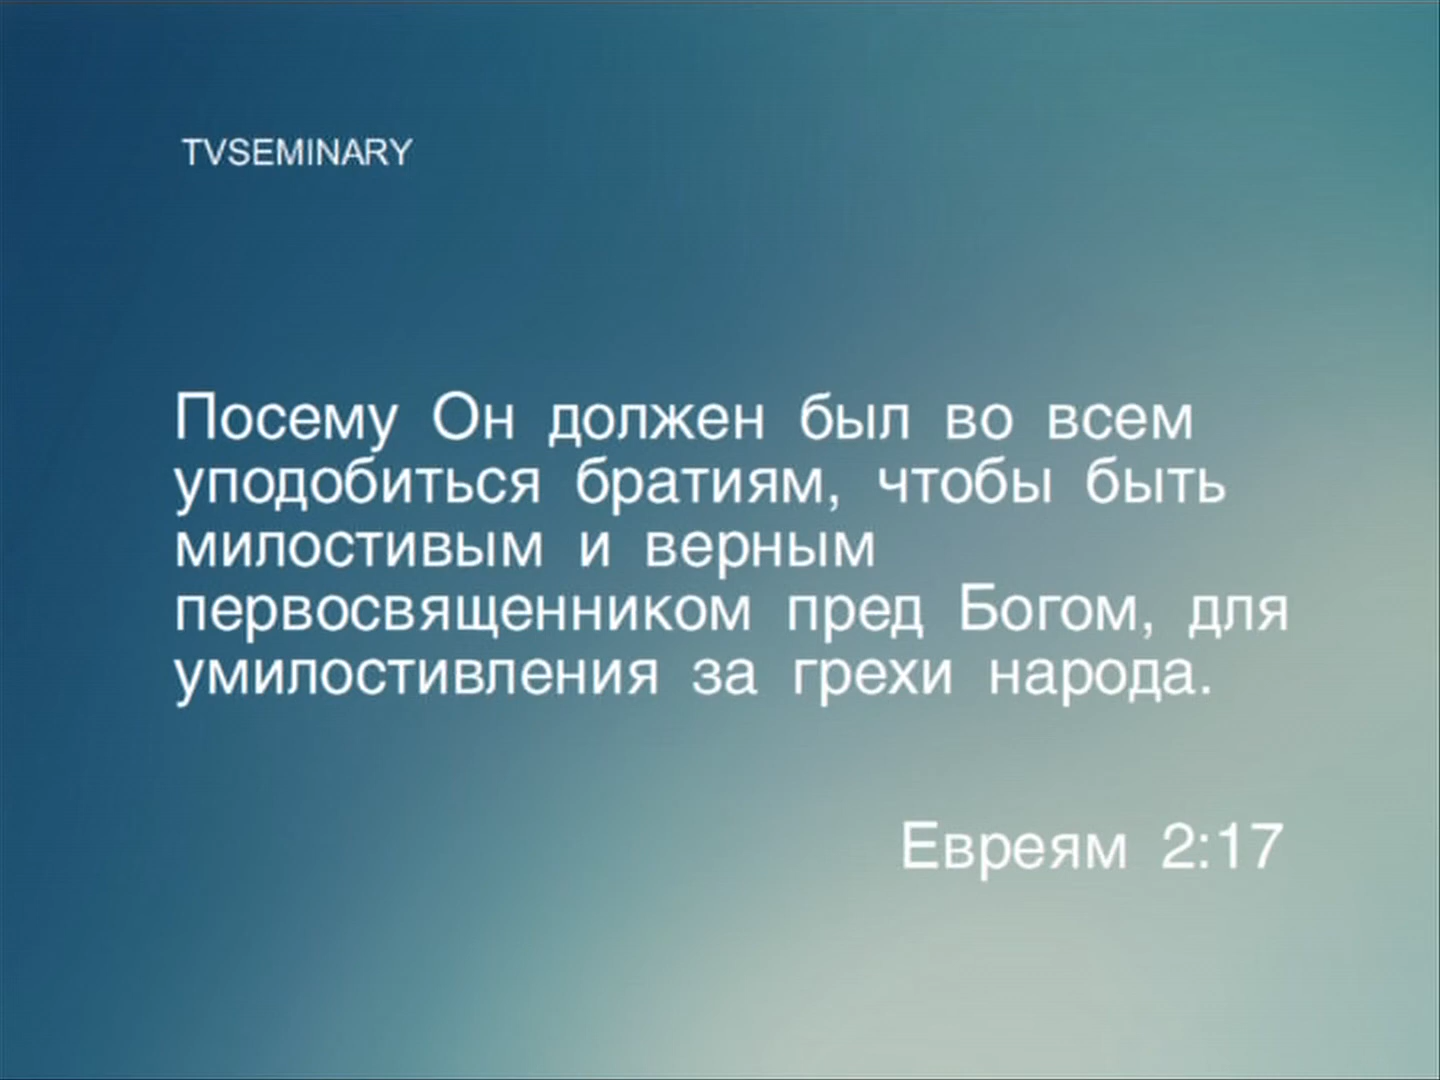 TVSEMINARY
Посему Он должен был во всем
уподобиться братиям, чтобы быть
милостивым и верным
первосвященником пред Богом, для
умилостивления за грехи народа.
Евреям 2:17